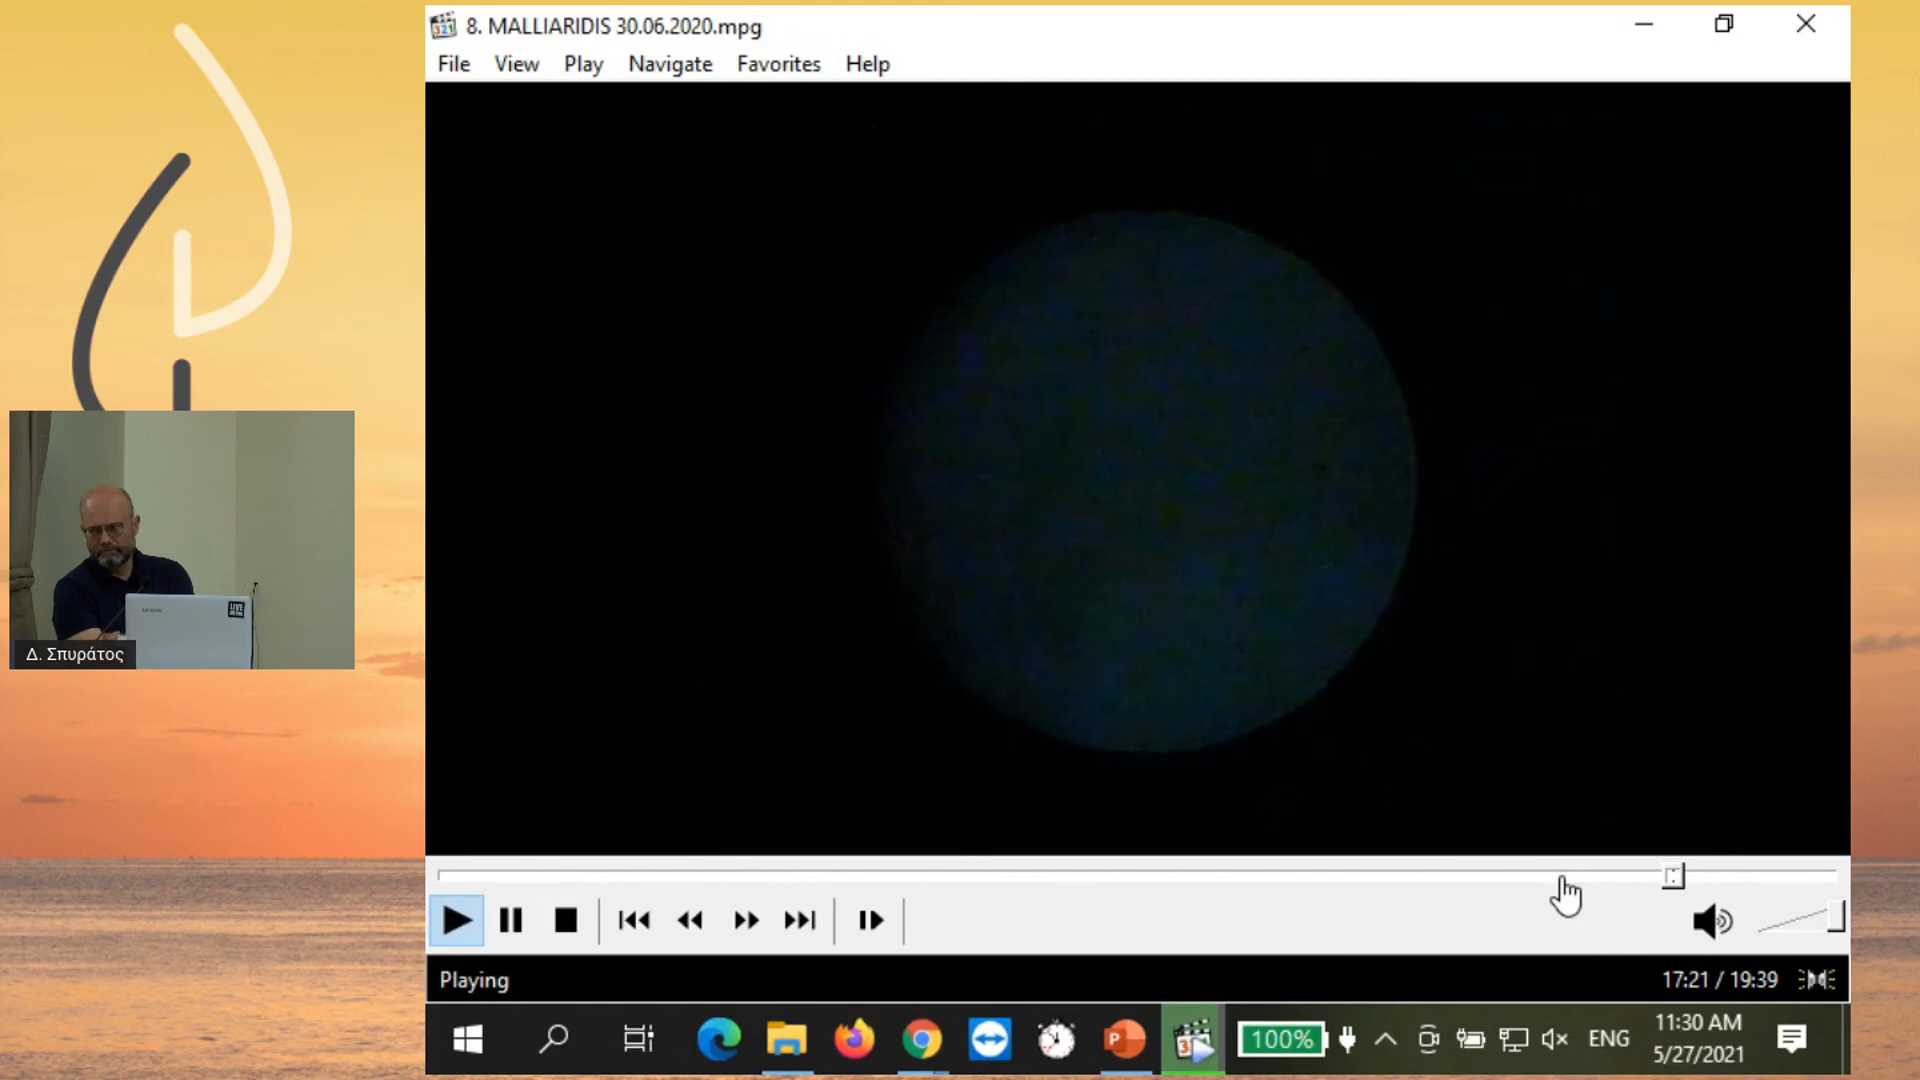 8. MALLIARIDIS 30.06.2020.mpg
File View Play Navigate Favorites Help
Δ. Σπυράτος
LIVE
Playing
17:21 / 19:39
100%
ENG
11:30 AM
5/27/2021